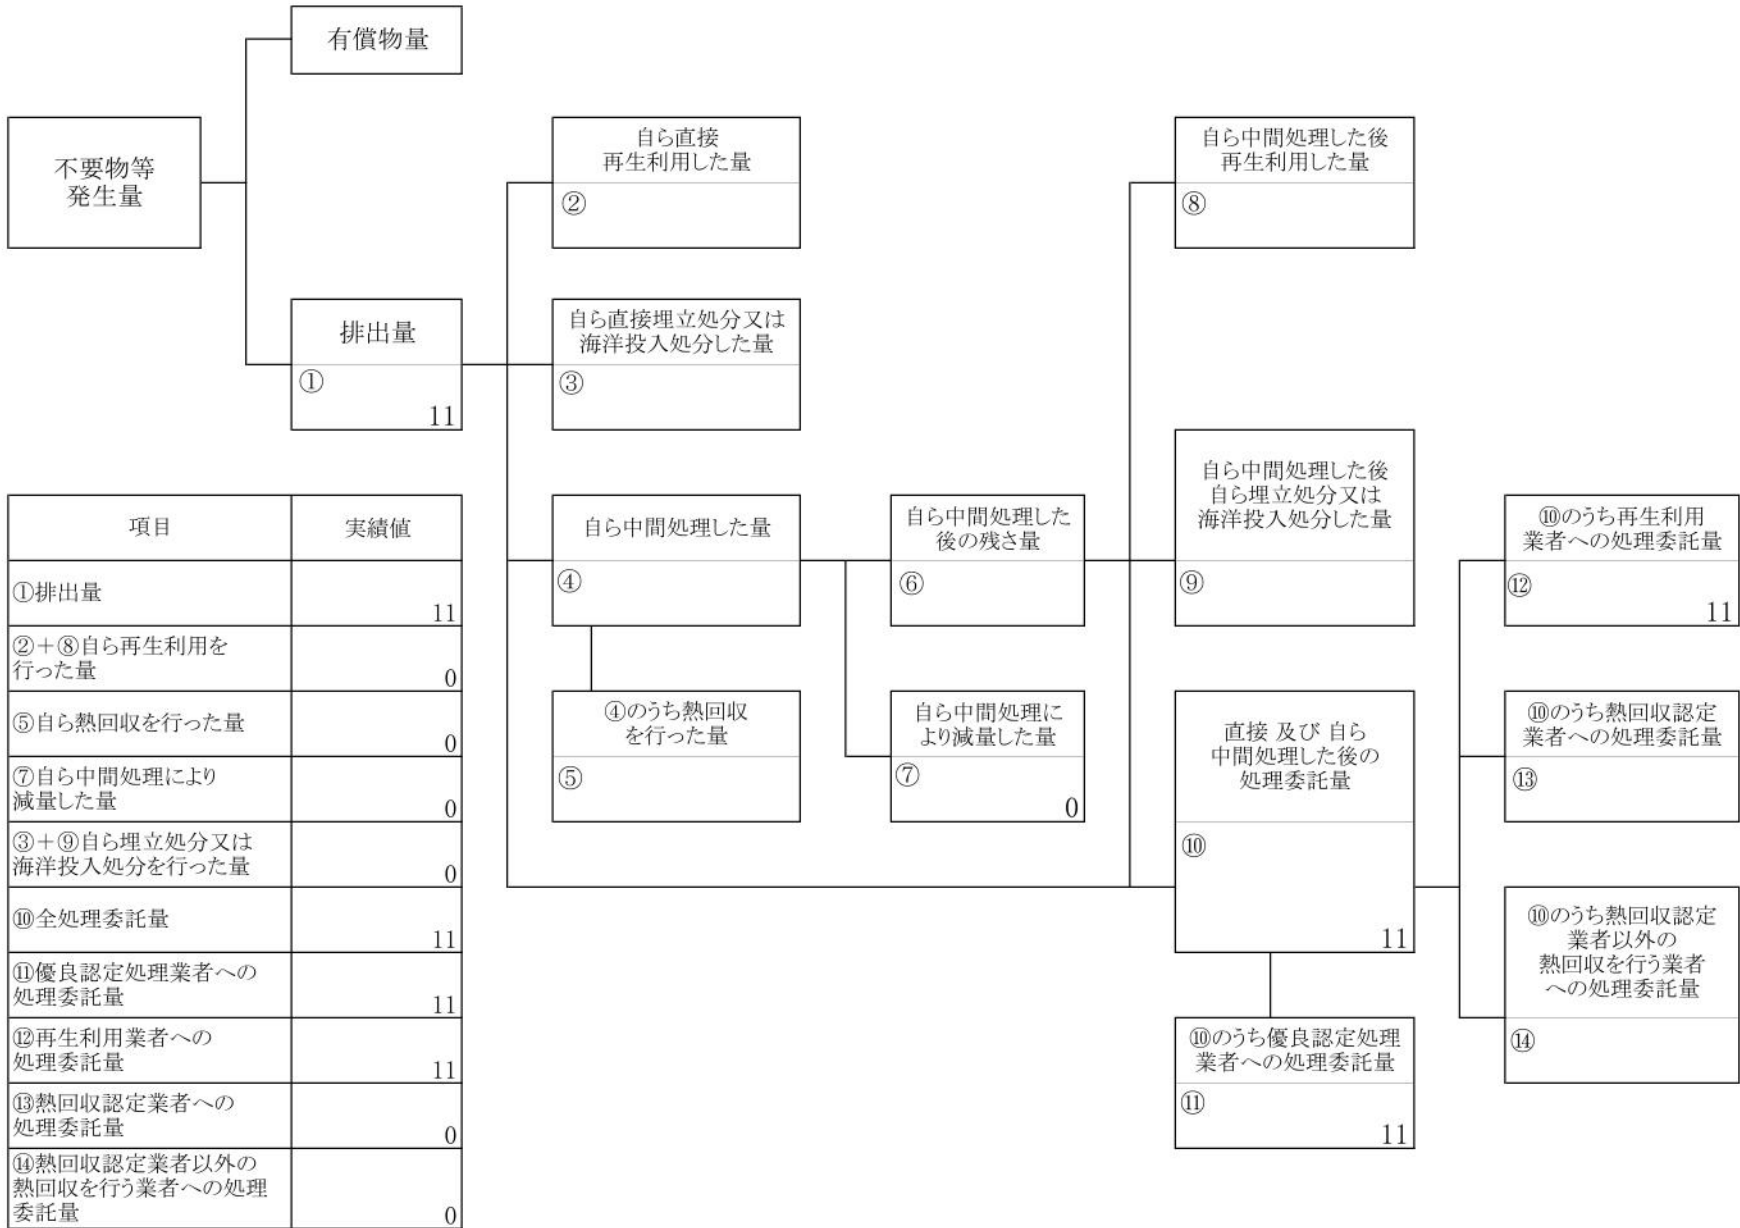 有償物量
不要物等
発生量
自ら直接
再生利用した量
②
自ら中間処理した後
再生利用した量
⑧
排出量
①
11
自ら直接埋立処分又は
海洋投入処分した量
③
項目
実績値
①排出量
11
②+⑧自ら再生利用を
行った量
0
⑤自ら熱回収を行った量
0
⑦自ら中間処理により
減量した量
0
③+⑨自ら埋立処分又は
海洋投入処分を行った量
0
⑩全処理委託量
11
⑪優良認定処理業者への
処理委託量
11
⑫再生利用業者への
処理委託量
11
⑬熱回収認定業者への
処理委託量
0
⑭熱回収認定業者以外の
熱回収を行う業者への処理
委託量
0
自ら中間処理した量
④
④のうち熱回収
を行った量
⑤
自ら中間処理した
後の残さ量
⑥
自ら中間処理に
より減量した量
⑦
0
自ら中間処理した後
自ら埋立処分又は
海洋投入処分した量
⑨
直接 及び 自ら
中間処理した後の
処理委託量
⑩
11
⑩のうち優良認定処理
業者への処理委託量
⑪
11
⑩のうち再生利用
業者への処理委託量
⑫
11
⑩のうち熱回収認定
業者への処理委託量
⑬
⑩のうち熱回収認定
業者以外の
熱回収を行う業者
への処理委託量
⑭